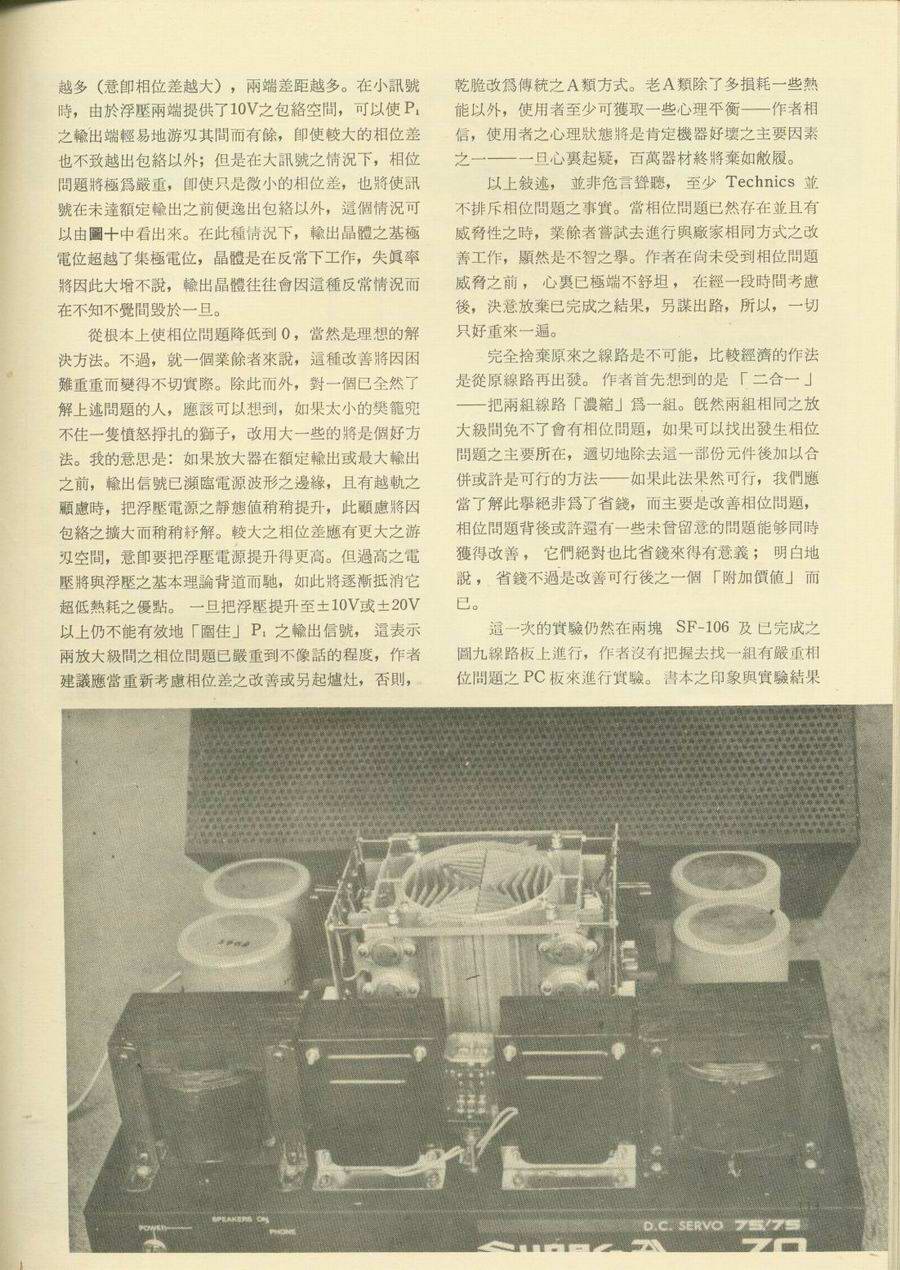 越多（意卽相位差越大），兩端差距越多。在小訊號
時，由於浮壓兩端提供了10V之包絡空間，可以使P₁
之輸出端輕易地游刄其間而有餘，卽使較大的相位差
也不致越出包絡以外；但是在大訊號之情況下，相位
問題將極爲嚴重，卽使只是微小的相位差，也將使訊
號在未達額定輸出之前便逸出包絡以外，這個情況可
以由圖十中看出來。在此種情況下，輸出晶體之基極
電位超越了集極電位，晶體是在反常下工作，失眞率
將因此大增不說，輸出晶體往往會因這種反常情況而
在不知不覺間毀於一旦。
從根本上使相位問題降低到0，當然是理想的解
決方法。不過，就一個業餘者來說，這種改善將因困
難重重而變得不切實際。除此而外，對一個已全然了
解上述問題的人，應該可以想到，如果太小的樊籠兜
不住一隻憤怒掙扎的獅子，改用大一些的將是個好方
法。我的意思是：如果放大器在額定輸出或最大輸出
之前，輸出信號已瀕臨電源波形之邊緣，且有越軌之
顧慮時，把浮壓電源之靜態値稍稍提升，此顧慮將因
包絡之擴大而稍稍紓解。較大之相位差應有更大之游
刄空間，意卽要把浮壓電源提升得更高。但過高之電
壓將與浮壓之基本理論背道而馳，如此將逐漸抵消它
超低熱耗之優點。 一旦把浮壓提升至±10V或±20V
以上仍不能有效地「圍住」P₁ 之輸出信號， 這表示
兩放大級間之相位問題已嚴重到不像話的程度，作者
建議應當重新考慮相位差之改善或另起爐灶，否則，
乾脆改爲傳統之A類方式。老A類除了多損耗一些熱
能以外，使用者至少可獲取一些心理平衡——作者相
信，使用者之心理狀態將是肯定機器好壞之主要因素
之一——一旦心裏起疑，百萬器材終將棄如敝履。
以上敍述， 並非危言聳聽， 至少 Technics 並
不排斥相位問題之事實。當相位問題已然存在並且有
威脅性之時，業餘者嘗試去進行與廠家相同方式之改
善工作，顯然是不智之擧。作者在尙未受到相位問題
威脅之前 ， 心裏已極端不舒坦 ， 在經一段時間考慮
後，決意放棄已完成之結果，另謀出路，所以，一切
只好重來一遍。
完全捨棄原來之線路是不可能，比較經濟的作法
是從原線路再出發。 作者首先想到的是 「 二合一 」
——把兩組線路「濃縮」爲一組。旣然兩組相同之放
大級間免不了會有相位問題，如果可以找出發生相位
問題之主要所在，適切地除去這一部份元件後加以合
併或許是可行的方法——如果此法果然可行，我們應
當了解此擧絕非爲了省錢，而主要是改善相位問題，
相位問題背後或許還有一些未曾留意的問題能够同時
獲得改善 ， 它們絕對也比省錢來得有意義 ； 明白地
說 ， 省錢不過是改善可行後之一個 「附加價値」 而
已。
這一次的實驗仍然在兩塊 SF-106 及已完成之
圖九線路板上進行，作者沒有把握去找一組有嚴重相
位問題之PC板來進行實驗。 書本之印象與實驗結果
POWER
SPEAKERS ON
PHONE
D.C. SERVO 75/75